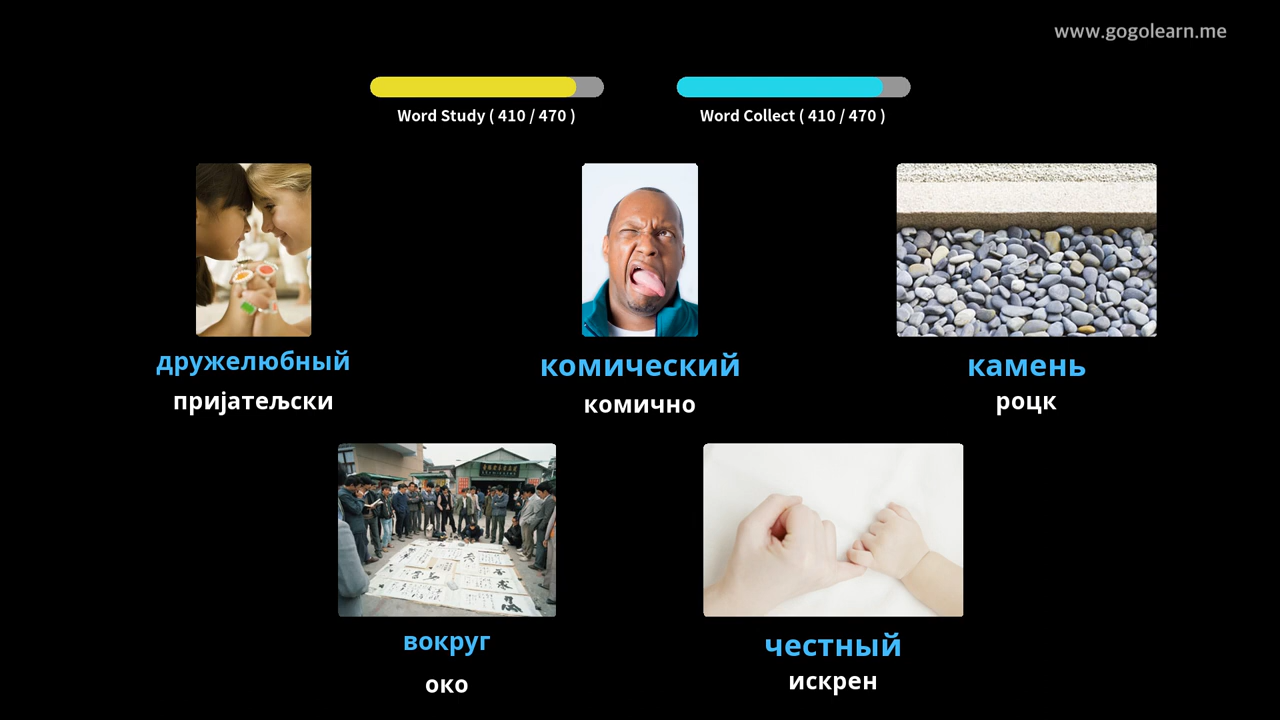 www.gogolearn.me
Word Study ( 410 / 470 )
Word Collect ( 410 / 470 )
дружелюбный
пријатељски
комический
комично
камень
роцк
вокруг
око
честный
искрен